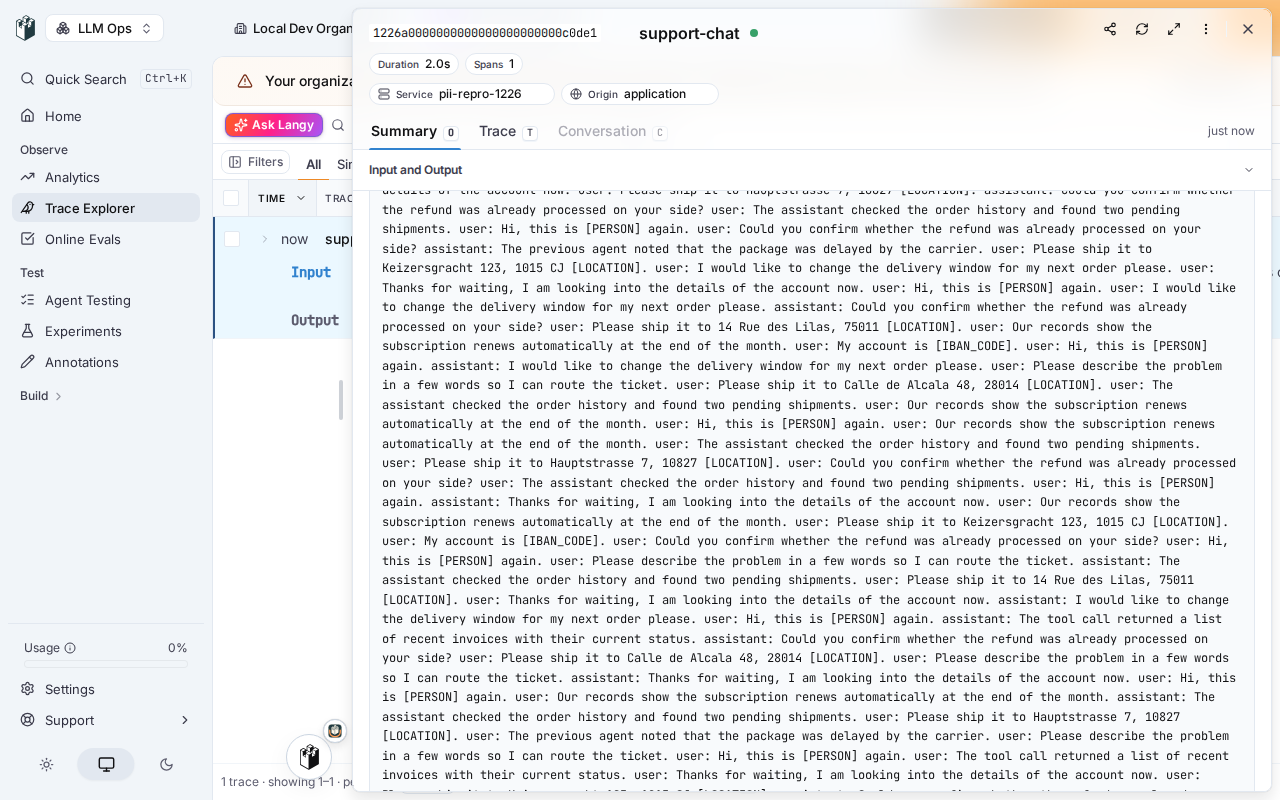 LLM Ops
Local Dev Organ
Quick Search
Ctrl+K
Home
Observe
Analytics
Trace Explorer
Online Evals
Test
Agent Testing
Experiments
Annotations
Build
Usage
0%
Settings
Support
Your organiza
Ask Langy
Filters
All
TIME
TRAC
now
supp
Input
Output
1 trace · showing 1–1 · pe
1226a0000000000000000000000c0de1
support-chat
Duration 2.0s
Spans 1
Service pii-repro-1226
Origin application
Summary O
Trace T
Conversation C
just now
Input and Output
details of the account now. user: Please ship it to Hauptstrasse 7, 10827 [LOCATION]. assistant: Could you confirm whether
the refund was already processed on your side? user: The assistant checked the order history and found two pending
shipments. user: Hi, this is [PERSON] again. user: Could you confirm whether the refund was already processed on your
side? assistant: The previous agent noted that the package was delayed by the carrier. user: Please ship it to
Keizersgracht 123, 1015 CJ [LOCATION]. user: I would like to change the delivery window for my next order please. user:
Thanks for waiting, I am looking into the details of the account now. user: Hi, this is [PERSON] again. user: I would like
to change the delivery window for my next order please. assistant: Could you confirm whether the refund was already
processed on your side? user: Please ship it to 14 Rue des Lilas, 75011 [LOCATION]. user: Our records show the
subscription renews automatically at the end of the month. user: My account is [IBAN_CODE]. user: Hi, this is [PERSON]
again. assistant: I would like to change the delivery window for my next order please. user: Please describe the problem
in a few words so I can route the ticket. user: Please ship it to Calle de Alcala 48, 28014 [LOCATION]. user: The
assistant checked the order history and found two pending shipments. user: Our records show the subscription renews
automatically at the end of the month. user: Hi, this is [PERSON] again. user: Our records show the subscription renews
automatically at the end of the month. user: The assistant checked the order history and found two pending shipments.
user: Please ship it to Hauptstrasse 7, 10827 [LOCATION]. user: Could you confirm whether the refund was already processed
on your side? user: The assistant checked the order history and found two pending shipments. user: Hi, this is [PERSON]
again. assistant: Thanks for waiting, I am looking into the details of the account now. user: Our records show the
subscription renews automatically at the end of the month. user: Please ship it to Keizersgracht 123, 1015 CJ [LOCATION].
user: My account is [IBAN_CODE]. user: Could you confirm whether the refund was already processed on your side? user: Hi,
this is [PERSON] again. user: Please describe the problem in a few words so I can route the ticket. assistant: The
assistant checked the order history and found two pending shipments. user: Please ship it to 14 Rue des Lilas, 75011
[LOCATION]. user: Thanks for waiting, I am looking into the details of the account now. assistant: I would like to change
the delivery window for my next order please. user: Hi, this is [PERSON] again. assistant: The tool call returned a list
of recent invoices with their current status. assistant: Could you confirm whether the refund was already processed on
your side? user: Please ship it to Calle de Alcala 48, 28014 [LOCATION]. user: Please describe the problem in a few words
so I can route the ticket. assistant: Thanks for waiting, I am looking into the details of the account now. user: Hi, this
is [PERSON] again. user: Our records show the subscription renews automatically at the end of the month. assistant: The
assistant checked the order history and found two pending shipments. user: Please ship it to Hauptstrasse 7, 10827
[LOCATION]. user: The previous agent noted that the package was delayed by the carrier. user: Please describe the problem
in a few words so I can route the ticket. user: Hi, this is [PERSON] again. user: The tool call returned a list of recent
invoices with their current status. user: Thanks for waiting, I am looking into the details of the account now. user: